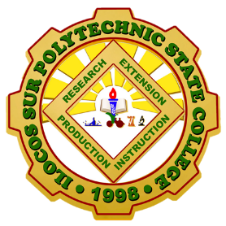 ILOCOS SUR POLYTECHNIC STATE COLLEGE
RESEARCH
EXTENSION
PRODUCTION
INSTRUCTION
• 1998 •